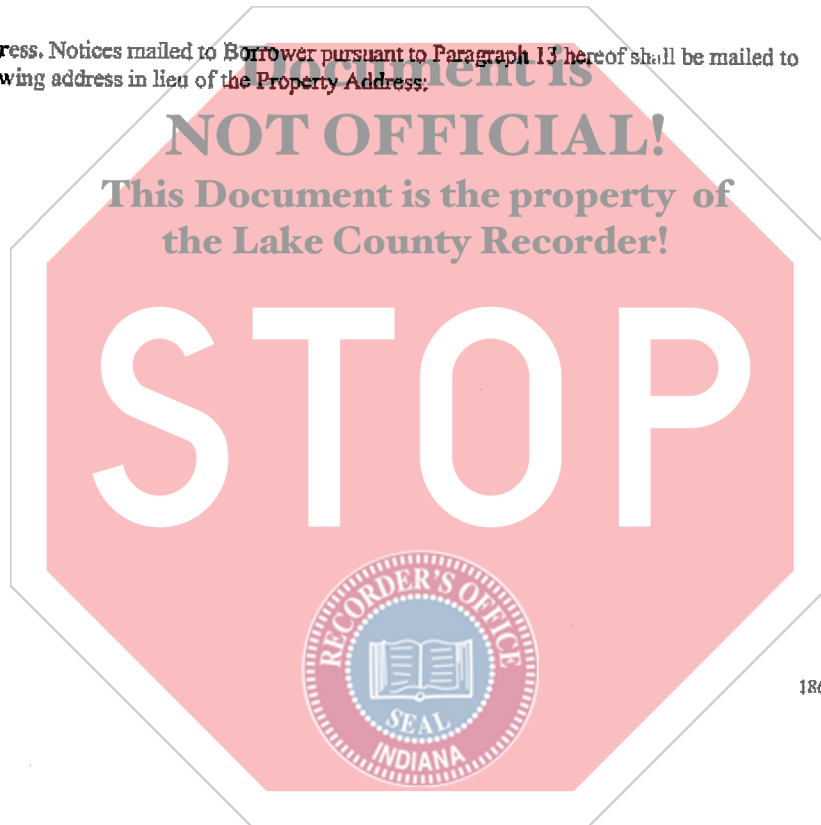 ress. Notices mailed to Borrower pursuant to Paragraph 13 hereof shall be mailed to
wing address in lieu of the Property Address:
Document is
NOT OFFICIAL!
This Document is the property of
the Lake County Recorder!
STOP
RECORDER'S OFFICE
SEAL
INDIANA
186